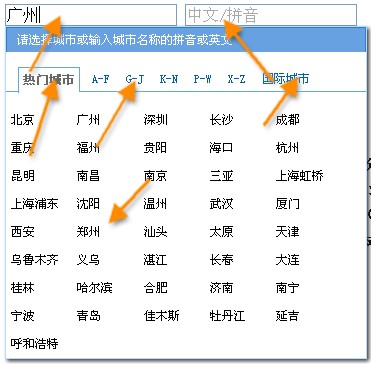 广州 中文/拼音
请选择城市或输入城市名称的拼音或英文
热门城市 A-F G-J K-N P-W X-Z 国际城市
北京 广州 深圳 长沙 成都
重庆 福州 贵阳 海口 杭州
昆明 南昌 南京 三亚 上海虹桥
上海浦东 沈阳 温州 武汉 厦门
西安 郑州 汕头 太原 天津
乌鲁木齐 义乌 湛江 长春 大连
桂林 哈尔滨 合肥 济南 南宁
宁波 青岛 佳木斯 牡丹江 延吉
呼和浩特